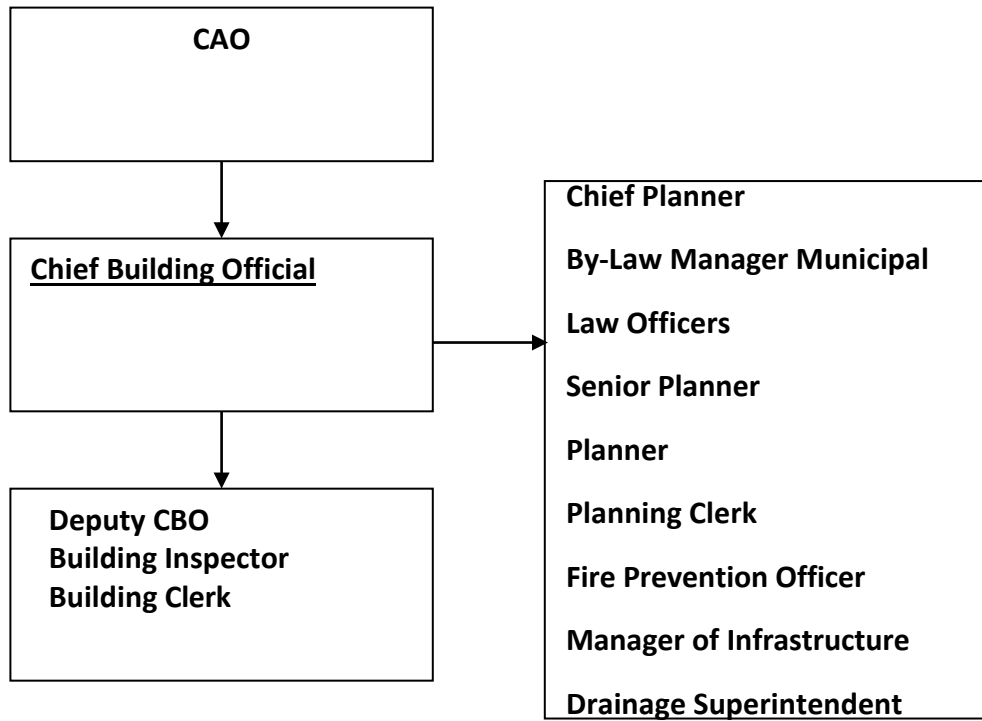 CAO
Chief Building Official
Deputy CBO
Building Inspector
Building Clerk
Chief Planner
By-Law Manager Municipal
Law Officers
Senior Planner
Planner
Planning Clerk
Fire Prevention Officer
Manager of Infrastructure
Drainage Superintendent